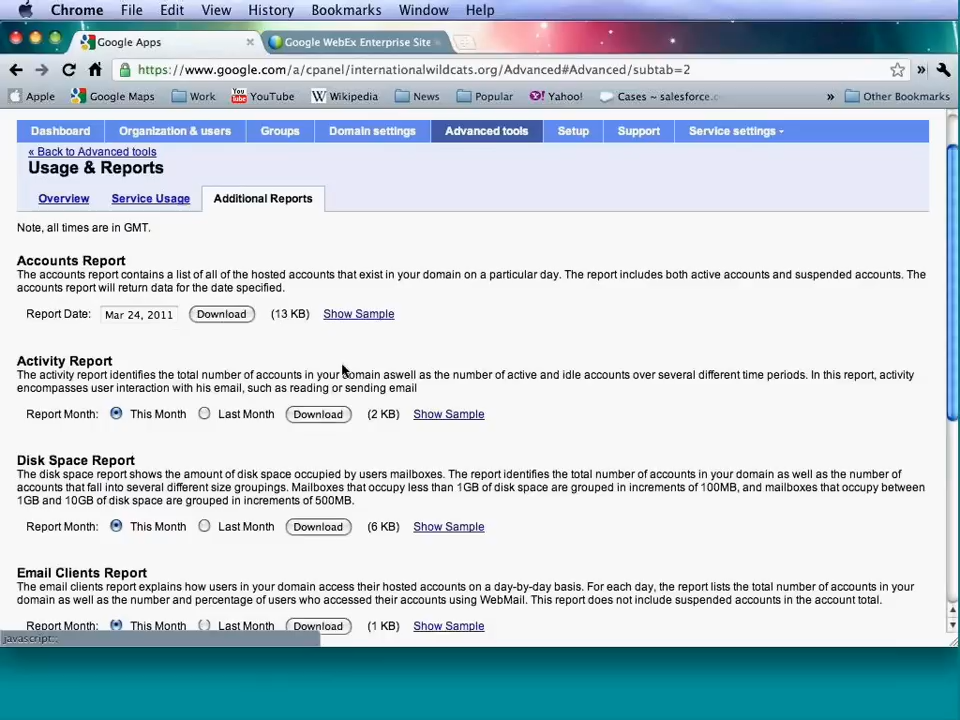 Chrome File Edit View History Bookmarks Window Help
Google Apps Google WebEx Enterprise Site
https://www.google.com/a/cpanel/internationalwildcats.org/Advanced#Advanced/subtab=2
Apple Google Maps Work YouTube Wikipedia News Popular Yahoo! Cases ~ salesforce.c » Other Bookmarks
Dashboard Organization & users Groups Domain settings Advanced tools Setup Support Service settings
« Back to Advanced tools
Usage & Reports
Overview Service Usage Additional Reports
Note, all times are in GMT.
Accounts Report
The accounts report contains a list of all of the hosted accounts that exist in your domain on a particular day. The report includes both active accounts and suspended accounts. The
accounts report will return data for the date specified.
Report Date: Mar 24, 2011 Download (13 KB) Show Sample
Activity Report
The activity report identifies the total number of accounts in your domain aswell as the number of active and idle accounts over several different time periods. In this report, activity
encompasses user interaction with his email, such as reading or sending email
Report Month: This Month Last Month Download (2 KB) Show Sample
Disk Space Report
The disk space report shows the amount of disk space occupied by users mailboxes. The report identifies the total number of accounts in your domain as well as the number of
accounts that fall into several different size groupings. Mailboxes that occupy less than 1GB of disk space are grouped in increments of 100MB, and mailboxes that occupy between
1GB and 10GB of disk space are grouped in increments of 500MB.
Report Month: This Month Last Month Download (6 KB) Show Sample
Email Clients Report
The email clients report explains how users in your domain access their hosted accounts on a day-by-day basis. For each day, the report lists the total number of accounts in your
domain as well as the number and percentage of users who accessed their accounts using WebMail. This report does not include suspended accounts in the account total.
Report Month: This Month Last Month Download (1 KB) Show Sample
javascript:;